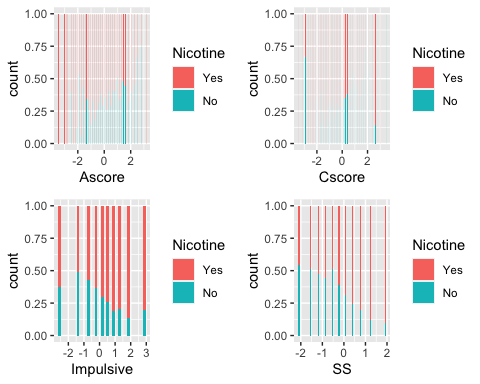 1.00
0.75
0.50
0.25
0.00
count
-2 0 2
Ascore
Nicotine
Yes
No
1.00
0.75
0.50
0.25
0.00
count
-2 0 2
Cscore
Nicotine
Yes
No
1.00
0.75
0.50
0.25
0.00
count
-2 -1 0 1 2 3
Impulsive
Nicotine
Yes
No
1.00
0.75
0.50
0.25
0.00
count
-2 -1 0 1 2
SS
Nicotine
Yes
No